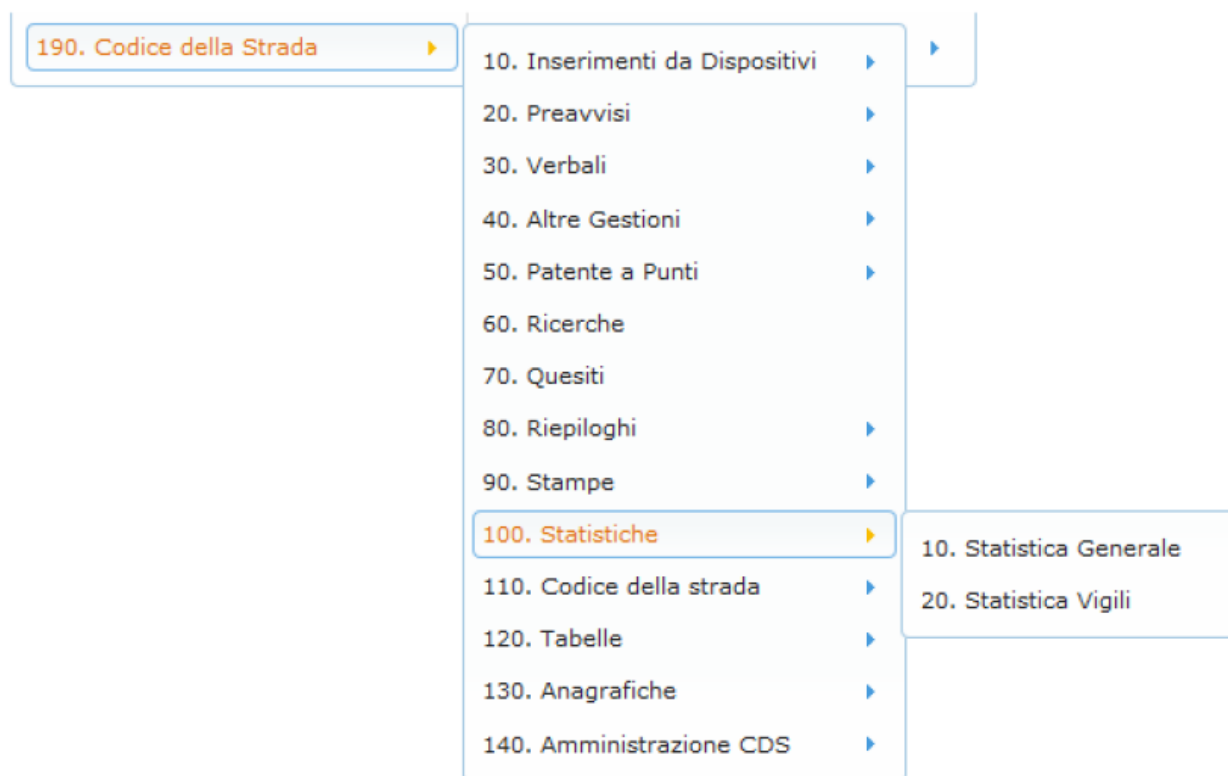 190. Codice della Strada
10. Inserimenti da Dispositivi
20. Preavvisi
30. Verbali
40. Altre Gestioni
50. Patente a Punti
60. Ricerche
70. Quesiti
80. Riepiloghi
90. Stampe
100. Statistiche
10. Statistica Generale
20. Statistica Vigili
110. Codice della strada
120. Tabelle
130. Anagrafiche
140. Amministrazione CDS